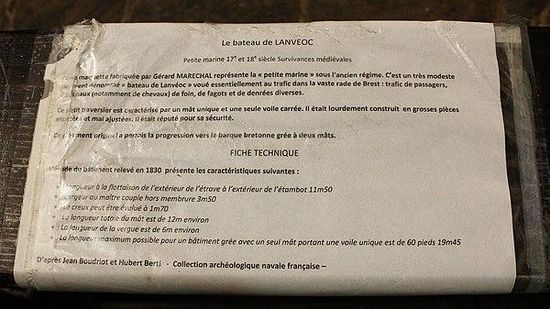 Le bateau de LANVEOC
Petite marine 17e et 18e siècle Survivances médiévales
maquette fabriquée par Gérard MARECHAL représente la « petite marine » sous l'ancien régime. C'est un très modeste
dénommé « bateau de Lanvéoc » voué essentiellement au trafic dans la vaste rade de Brest : trafic de passagers,
(notamment de chevaux) de foin, de fagots et de denrées diverses.
traversier est caractérisé par un mât unique et une seule voile carrée. Il était lourdement construit en grosses pièces
et mai ajustées. Il était réputé pour sa sécurité.
original a permis la progression vers la barque bretonne grée à deux mâts.
FICHE TECHNIQUE
du bâtiment relevé en 1830 présente les caractéristiques suivantes :
longueur à la flottaison de l'extérieur de l'étrave à l'extérieur de l'étambot 11m50
Largeur au maitre couple hors membrure 3m50
Le creux peut être évalué à 1m70
• La longueur totale du mât est de 12m environ
• La longueur de la vergue est de 6m environ
• La longueur maximum possible pour un bâtiment grée avec un seul mât portant une voile unique est de 60 pieds 19m45
D'après Jean Boudriot et Hubert Berti - Collection archéologique navale française –